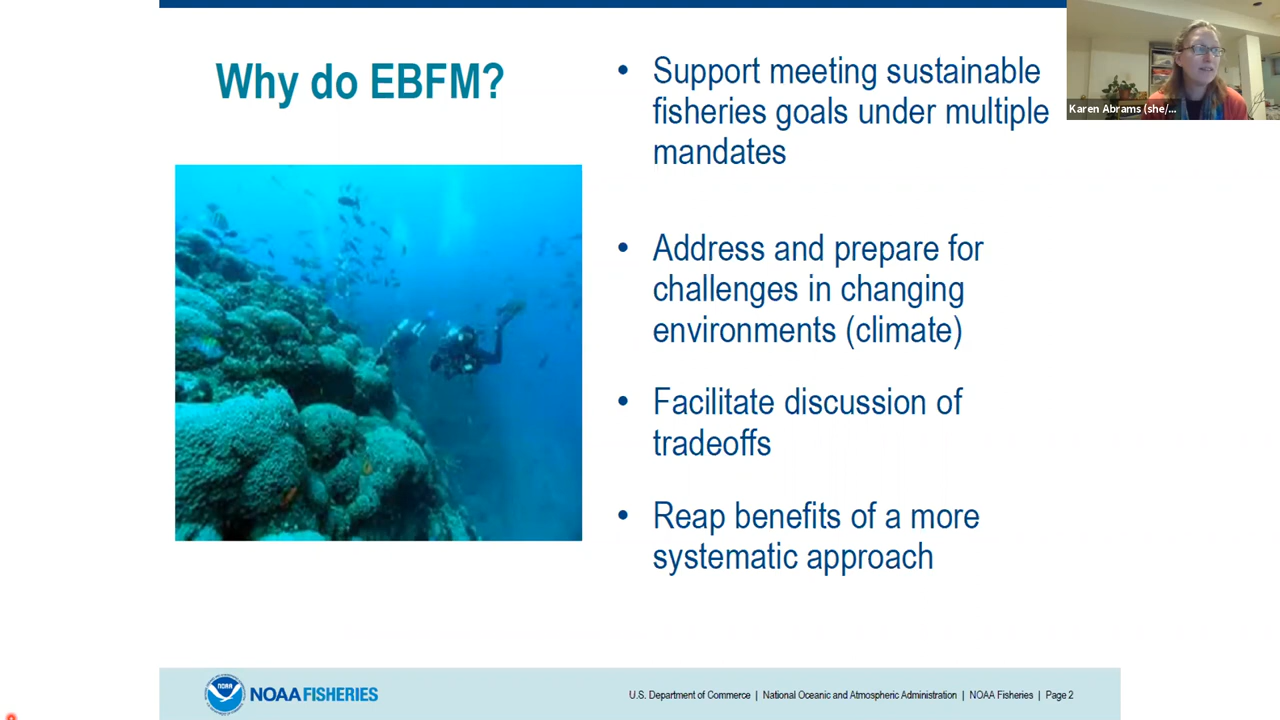 Why do EBFM?
• Support meeting sustainable
fisheries goals under multiple
mandates
• Address and prepare for
challenges in changing
environments (climate)
• Facilitate discussion of
tradeoffs
• Reap benefits of a more
systematic approach
Karen Abrams (she/...
NOAA
NOAA FISHERIES
U.S. Department of Commerce | National Oceanic and Atmospheric Administration | NOAA Fisheries | Page 2